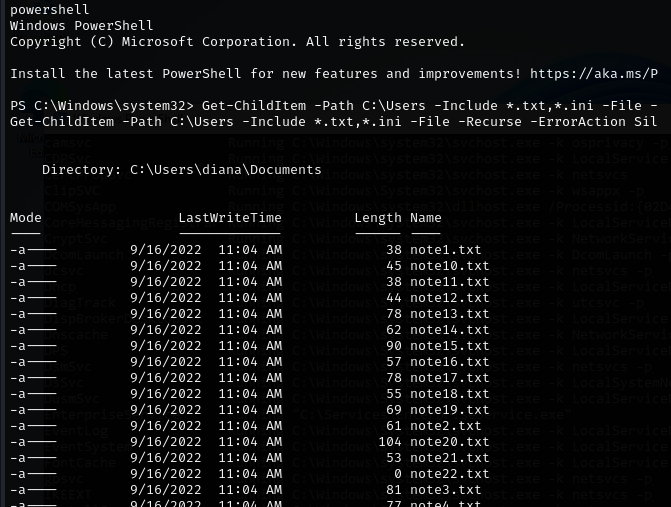 powershell
Windows PowerShell
Copyright (C) Microsoft Corporation. All rights reserved.
Install the latest PowerShell for new features and improvements! https://aka.ms/P
PS C:\Windows\system32> Get-ChildItem -Path C:\Users -Include *.txt,*.ini -File -
Get-ChildItem -Path C:\Users -Include *.txt,*.ini -File -Recurse -ErrorAction Sil
Directory: C:\Users\diana\Documents
Mode LastWriteTime Length Name
---- ------------- ------ ----
-a---- 9/16/2022 11:04 AM 38 note1.txt
-a---- 9/16/2022 11:04 AM 45 note10.txt
-a---- 9/16/2022 11:04 AM 38 note11.txt
-a---- 9/16/2022 11:04 AM 44 note12.txt
-a---- 9/16/2022 11:04 AM 78 note13.txt
-a---- 9/16/2022 11:04 AM 62 note14.txt
-a---- 9/16/2022 11:04 AM 90 note15.txt
-a---- 9/16/2022 11:04 AM 57 note16.txt
-a---- 9/16/2022 11:04 AM 78 note17.txt
-a---- 9/16/2022 11:04 AM 55 note18.txt
-a---- 9/16/2022 11:04 AM 69 note19.txt
-a---- 9/16/2022 11:04 AM 61 note2.txt
-a---- 9/16/2022 11:04 AM 104 note20.txt
-a---- 9/16/2022 11:04 AM 53 note21.txt
-a---- 9/16/2022 11:04 AM 0 note22.txt
-a---- 9/16/2022 11:04 AM 81 note3.txt
-a---- 9/16/2022 11:04 AM 77 note4.txt